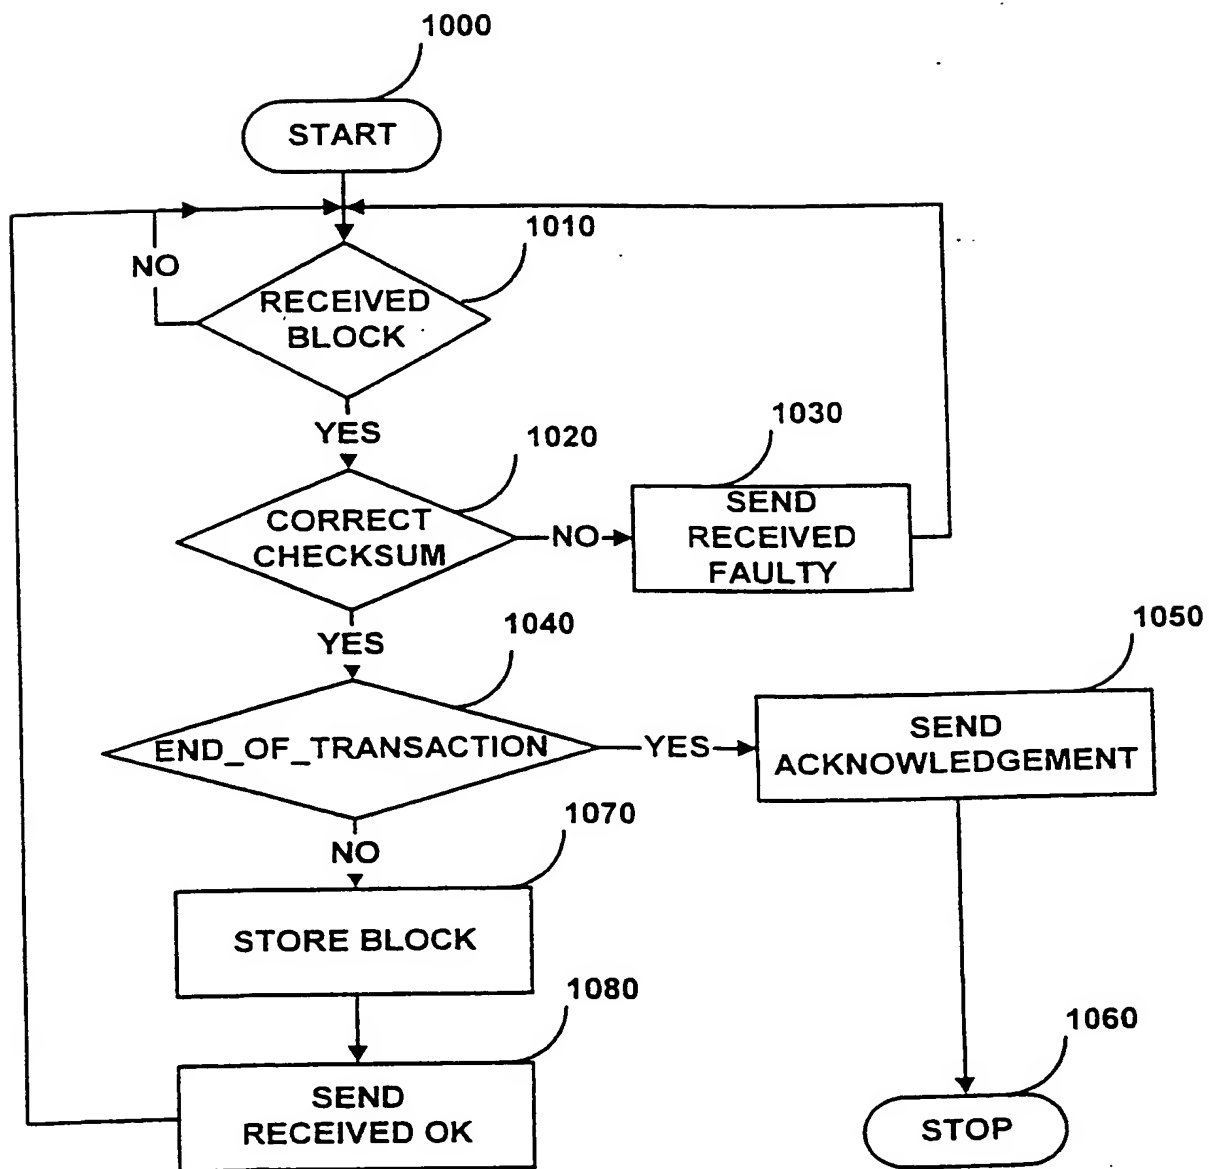 1000
START
1010
NO
RECEIVED
BLOCK
YES
1020
1030
CORRECT
CHECKSUM
NO
SEND
RECEIVED
FAULTY
YES
1040
1050
END_OF_TRANSACTION
YES
SEND
ACKNOWLEDGEMENT
NO
1070
STORE BLOCK
1080
1060
SEND
RECEIVED OK
STOP